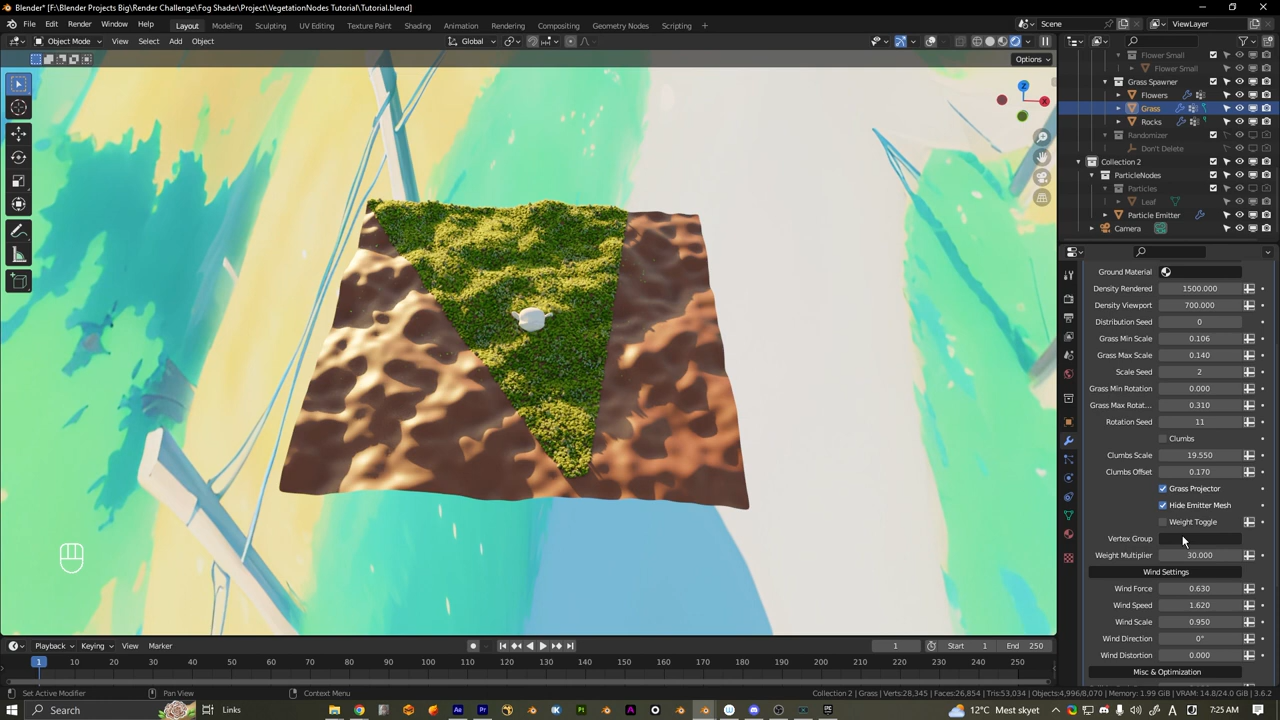 Blender* [F:\Blender Projects Big\Render Challenge\Fog Shader\Project\VegetationNodes Tutorial\Tutorial.blend]
File Edit Render Window Help Layout Modeling Sculpting UV Editing Texture Paint Shading Animation Rendering Compositing Geometry Nodes Scripting + Scene ViewLayer
Object Mode View Select Add Object Global
Options
Z
X
Flower Small
Flower Small
Grass Spawner
Flowers
Grass
Rocks
Randomizer
Don't Delete
Collection 2
ParticleNodes
Particles
Leaf
Particle Emitter
Camera
Ground Material
Density Rendered 1500.000
Density Viewport 700.000
Distribution Seed 0
Grass Min Scale 0.106
Grass Max Scale 0.140
Scale Seed 2
Grass Min Rotation 0.000
Grass Max Rotat... 0.310
Rotation Seed 11
Clumbs
Clumbs Scale 19.550
Clumbs Offset 0.170
Grass Projector
Hide Emitter Mesh
Weight Toggle
Vertex Group
Weight Multiplier 30.000
Wind Settings
Wind Force 0.630
Wind Speed 1.620
Wind Scale 0.950
Wind Direction 0°
Wind Distortion 0.000
Misc & Optimization
Playback Keying View Marker 1 Start 1 End 250
1 10 20 30 40 50 60 70 80 90 100 110 120 130 140 150 160 170 180 190 200 210 220 230 240 250
Set Active Modifier Pan View Context Menu Collection 2 | Grass | Verts:28,345 | Faces:26,854 | Tris:53,034 | Objects:4,996/8,070 | Memory: 1.99 GiB | VRAM: 14.8/24.0 GiB | 3.6.2
Search Links 12°C Mest skyet 7:25 AM